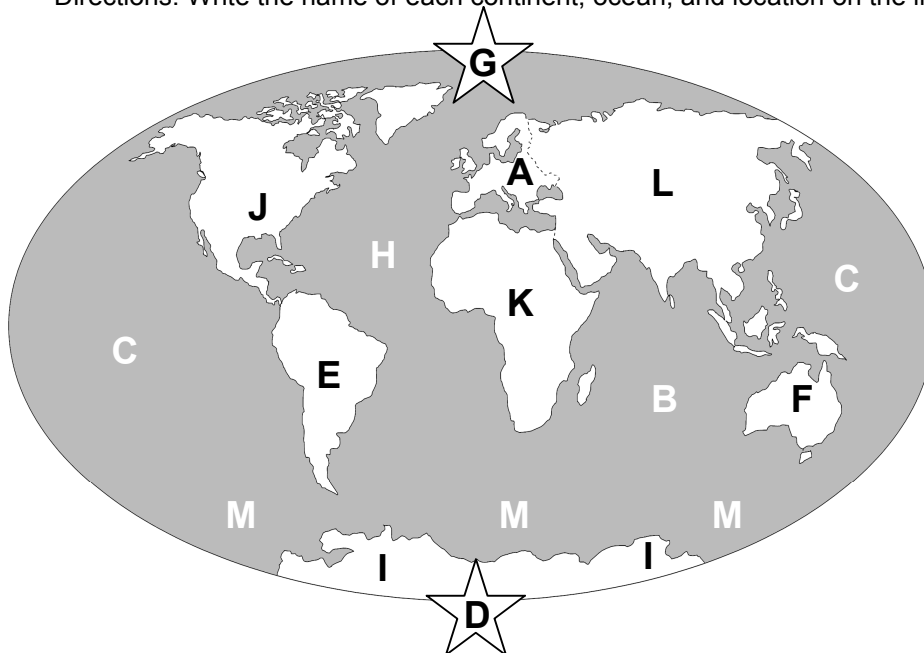 Directions: Write the name of each continent, ocean, and location on the
G
A
L
J
H
C
K
C
E
B
F
M
M
M
I
I
D